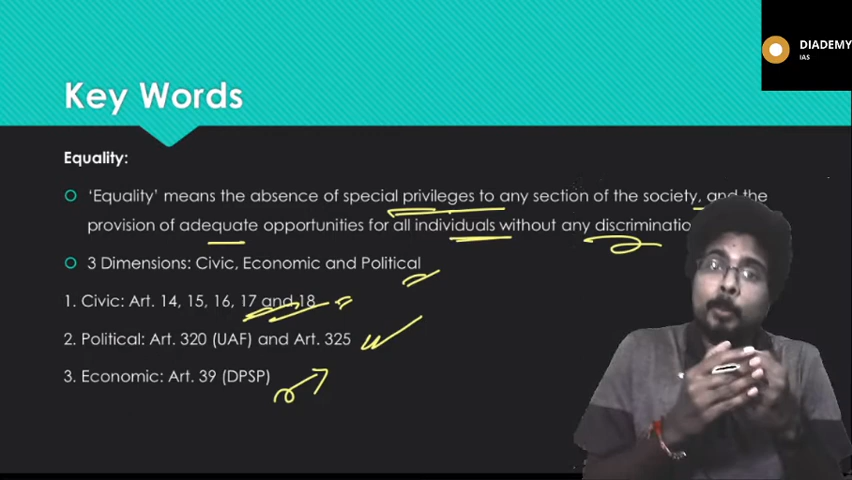 DIADEMY
IAS
Key Words
Equality:
'Equality' means the absence of special privileges to any section of the society, and the
provision of adequate opportunities for all individuals without any discriminatio
3 Dimensions: Civic, Economic and Political
1. Civic: Art. 14, 15, 16, 17 and 18
2. Political: Art. 320 (UAF) and Art. 325
3. Economic: Art. 39 (DPSP)